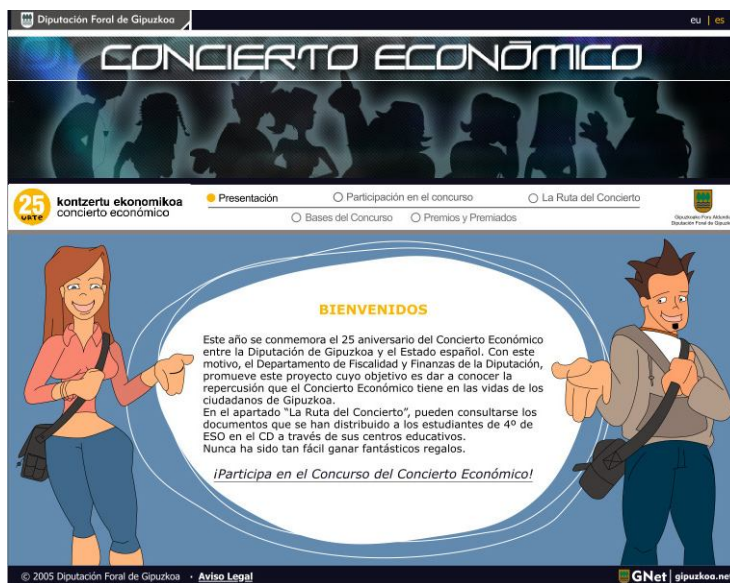 Diputación Foral de Gipuzkoa
eu | es
CONCIERTO ECONÓMICO
25 URTE
kontzertu ekonomikoa
concierto económico
Presentación
Participación en el concurso
La Ruta del Concierto
Bases del Concurso
Premios y Premiados
Gipuzkoako Foru Aldundia
Diputación Foral de Gipuzkoa
BIENVENIDOS
Este año se conmemora el 25 aniversario del Concierto Económico
entre la Diputación de Gipuzkoa y el Estado español. Con este
motivo, el Departamento de Fiscalidad y Finanzas de la Diputación,
promueve este proyecto cuyo objetivo es dar a conocer la
repercusión que el Concierto Económico tiene en las vidas de los
ciudadanos de Gipuzkoa.
En el apartado “La Ruta del Concierto”, pueden consultarse los
documentos que se han distribuido a los estudiantes de 4º de
ESO en el CD a través de sus centros educativos.
Nunca ha sido tan fácil ganar fantásticos regalos.
¡Participa en el Concurso del Concierto Económico!
© 2005 Diputación Foral de Gipuzkoa · Aviso Legal
GNet | gipuzkoa.net